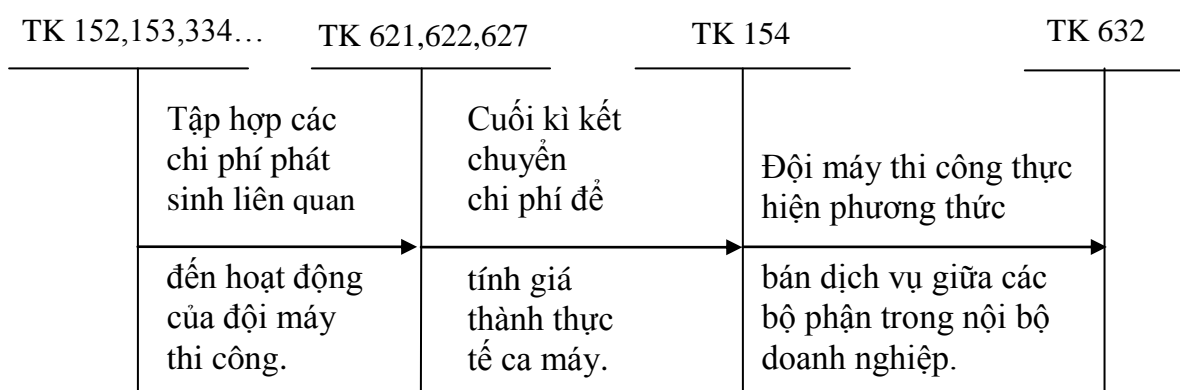 TK 152,153,334… TK 621,622,627 TK 154 TK 632
Tập hợp các
chi phí phát
sinh liên quan
đến hoạt động
của đội máy
thi công.
Cuối kì kết
chuyển
chi phí để
tính giá
thành thực
tế ca máy.
Đội máy thi công thực
hiện phương thức
bán dịch vụ giữa các
bộ phận trong nội bộ
doanh nghiệp.